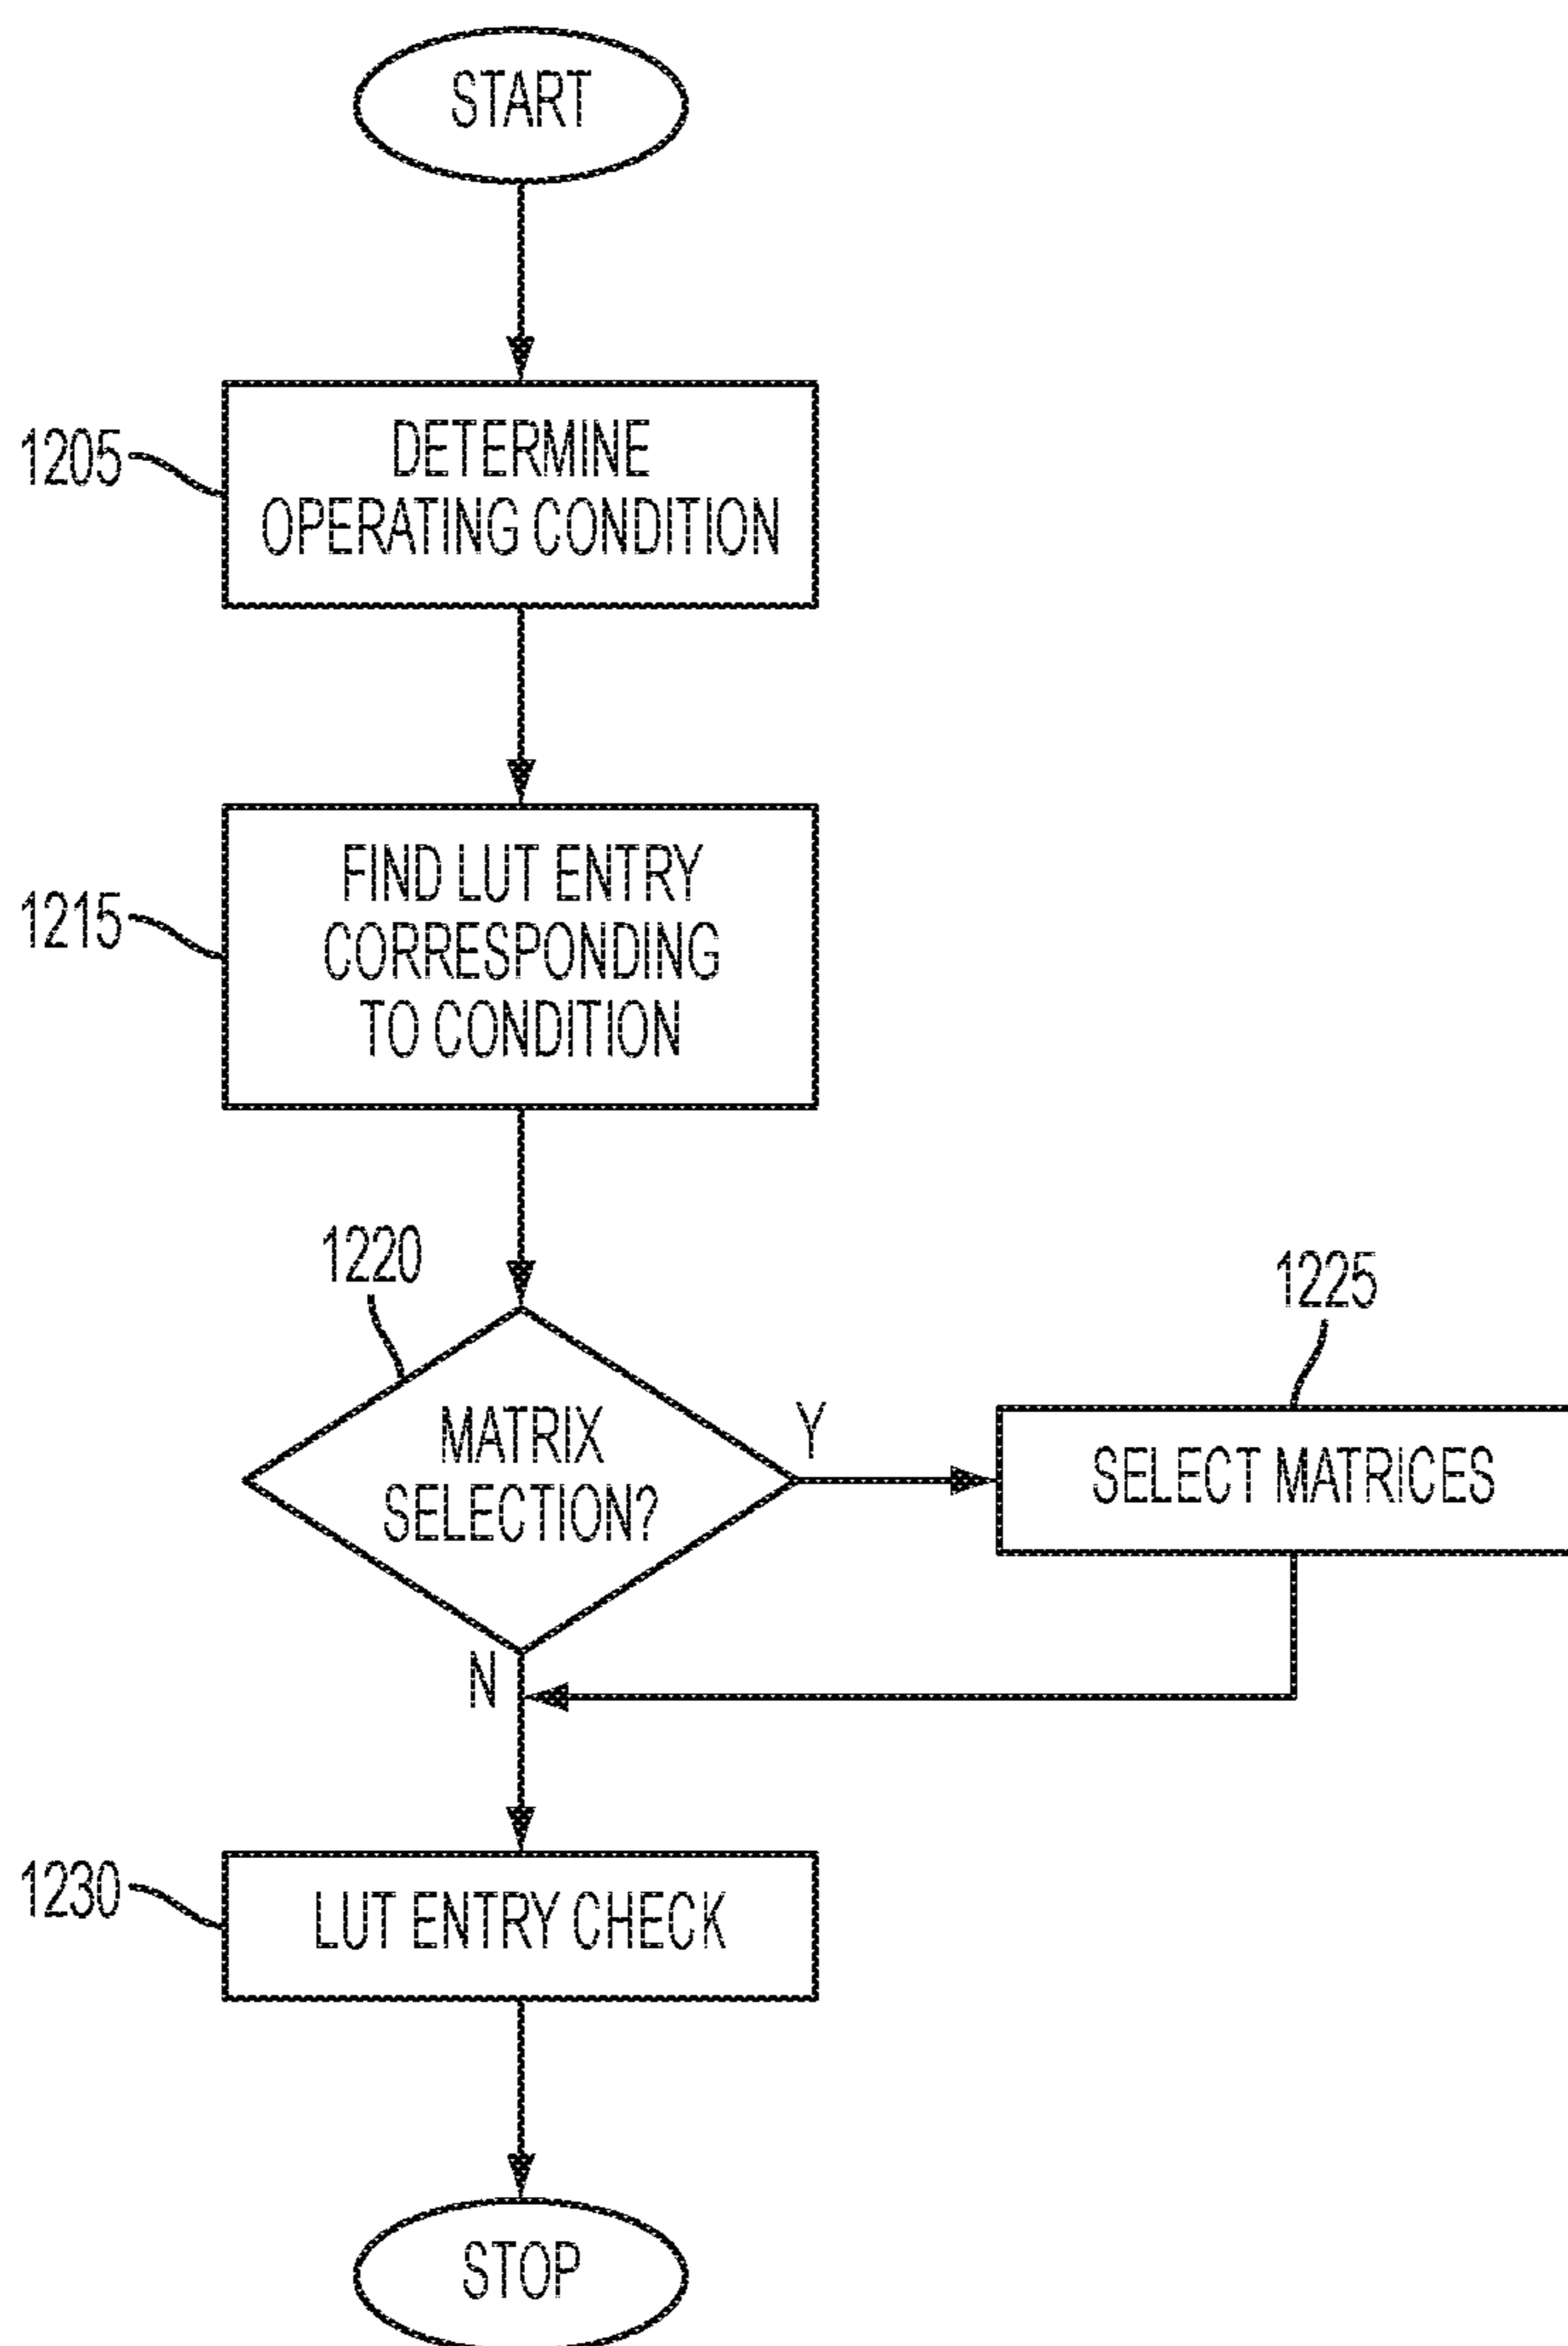 START
1205
DETERMINE
OPERATING CONDITION
1215
FIND LUT ENTRY
CORRESPONDING
TO CONDITION
1220
MATRIX
SELECTION?
Y
1225
SELECT MATRICES
N
1230
LUT ENTRY CHECK
STOP